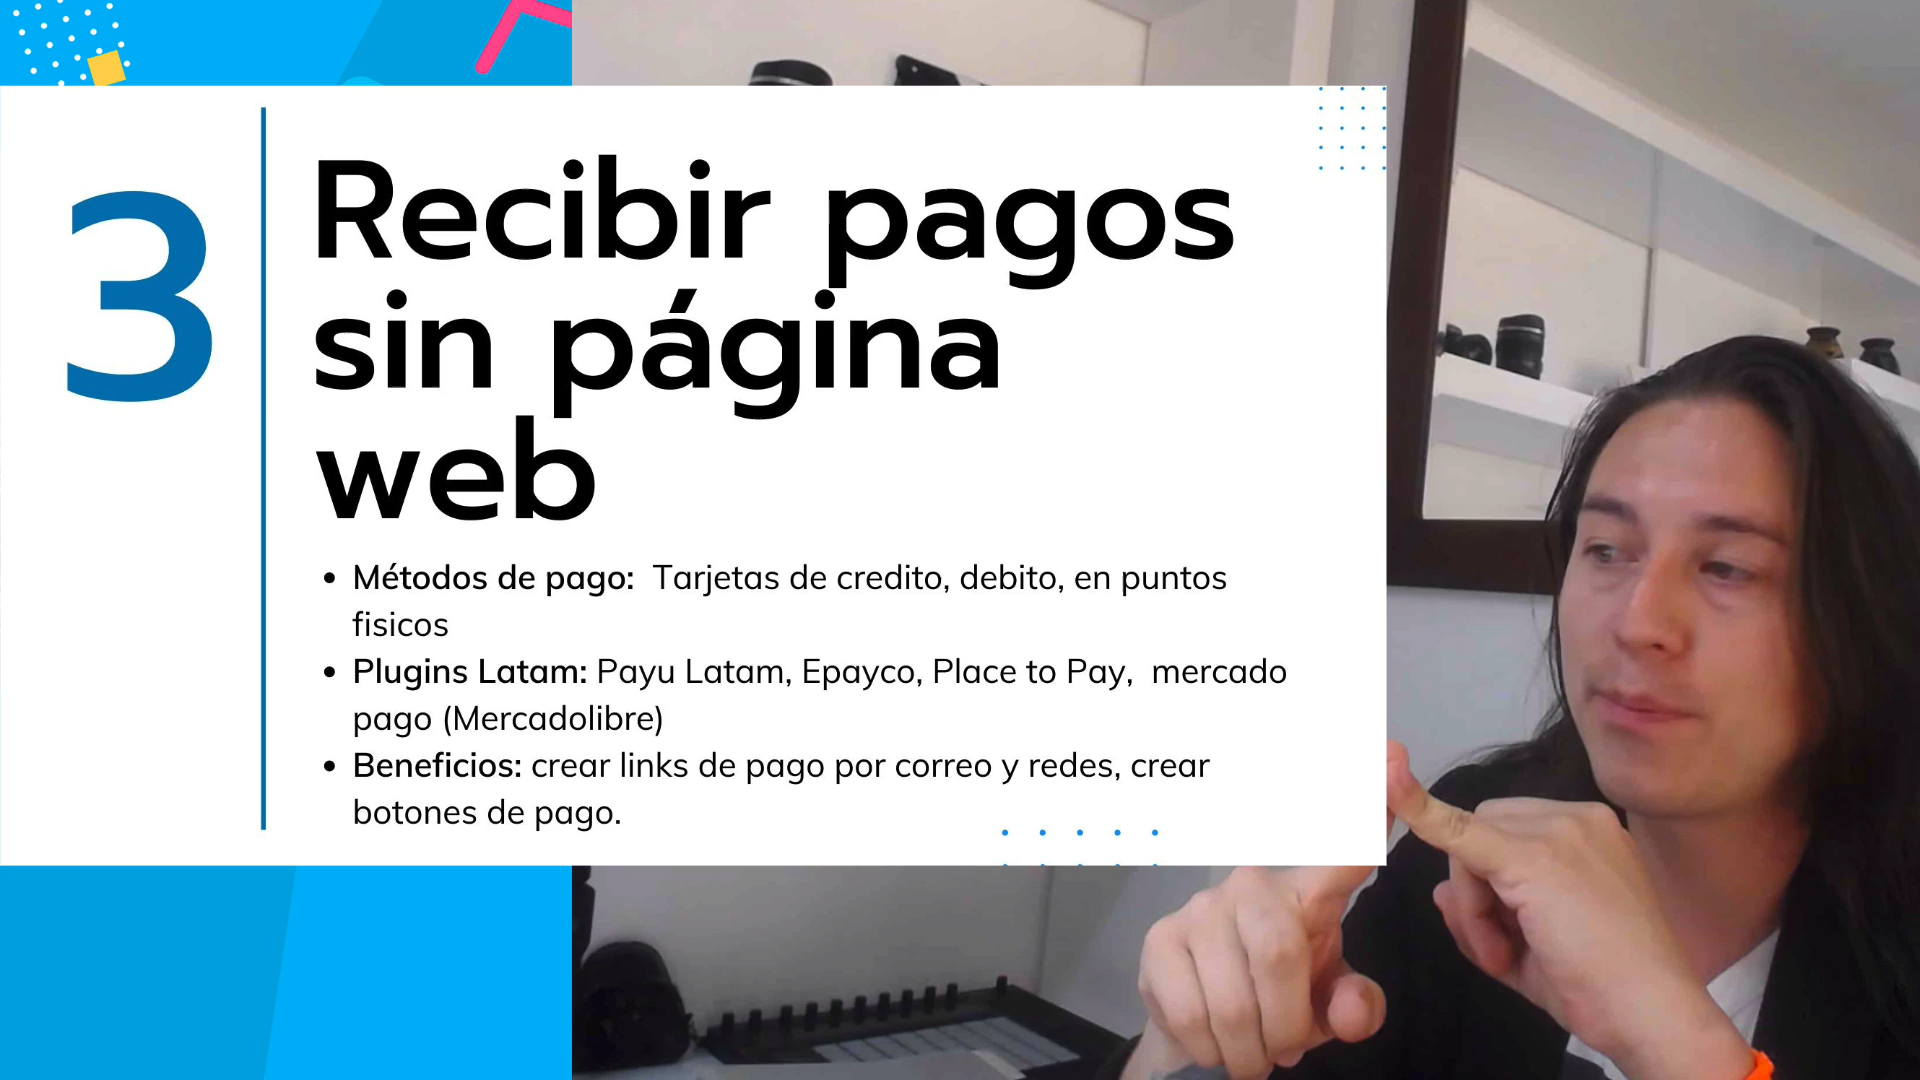 3
Recibir pagos
sin página
web
• Métodos de pago: Tarjetas de credito, debito, en puntos
fisicos
• Plugins Latam: Payu Latam, Epayco, Place to Pay, mercado
pago (Mercadolibre)
• Beneficios: crear links de pago por correo y redes, crear
botones de pago.